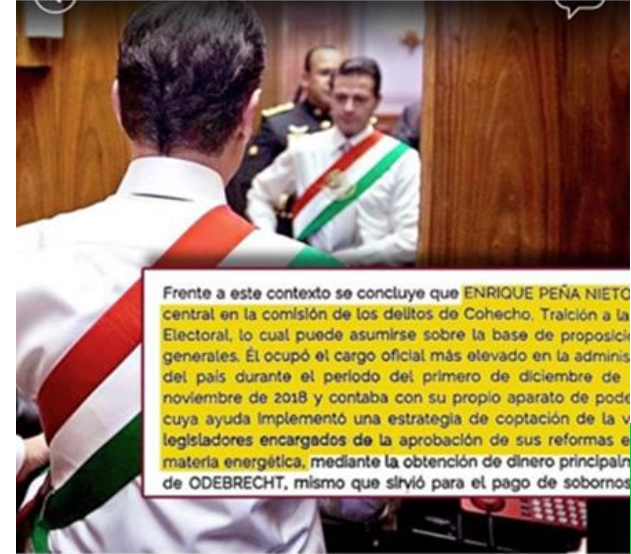 Frente a este contexto se concluye que ENRIQUE PEÑA NIETO
central en la comisión de los delitos de Cohecho, Traición a la
Electoral, lo cual puede asumirse sobre la base de
generales. Él ocupó el cargo oficial más elevado en la
del país durante el periodo del primero de diciembre de
noviembre de 2018 y contaba con su propio aparato de
cuya ayuda implementó una estrategia de coptación de la
legisladores encargados de la aprobación de sus reformas
materia energética, mediante la obtención de dinero
de ODEBRECHT, mismo que sirvió para el pago de sobornos